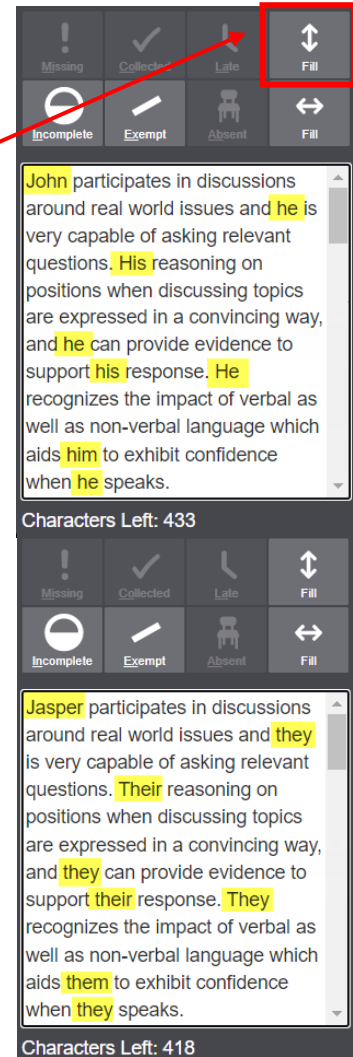 Missing Collected Late Fill
Incomplete Exempt Absent Fill
John participates in discussions
around real world issues and he is
very capable of asking relevant
questions. His reasoning on
positions when discussing topics
are expressed in a convincing way,
and he can provide evidence to
support his response. He
recognizes the impact of verbal as
well as non-verbal language which
aids him to exhibit confidence
when he speaks.
Characters Left: 433
Missing Collected Late Fill
Incomplete Exempt Absent Fill
Jasper participates in discussions
around real world issues and they
is very capable of asking relevant
questions. Their reasoning on
positions when discussing topics
are expressed in a convincing way,
and they can provide evidence to
support their response. They
recognizes the impact of verbal as
well as non-verbal language which
aids them to exhibit confidence
when they speaks.
Characters Left: 418